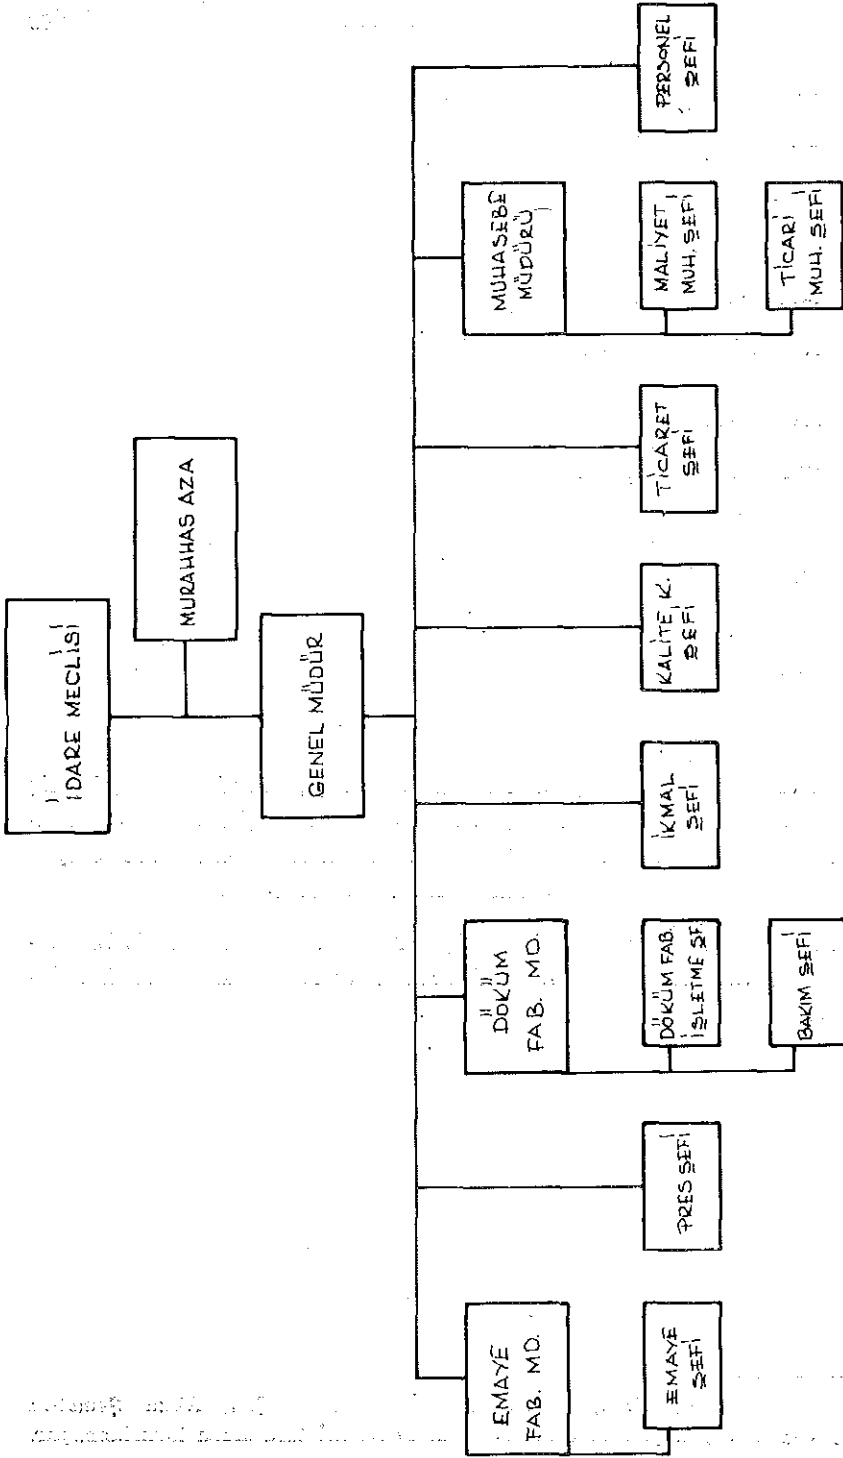 İDARE MECLİSİ
MURAHHAS AZA
GENEL MÜDÜR
EMAYE
FAB. MD.
EMAYE
ŞEFİ
PRES ŞEFİ
DÖKÜM
FAB. MD.
DÖKÜM FAB.
İŞLETME ŞF.
BAKIM ŞEFİ
İKMAL
ŞEFİ
KALİTE K.
ŞEFİ
TİCARET
ŞEFİ
MUHASEBE
MÜDÜRÜ
MALİYET
MUH. ŞEFİ
TİCARİ
MUH. ŞEFİ
PERSONEL
ŞEFİ